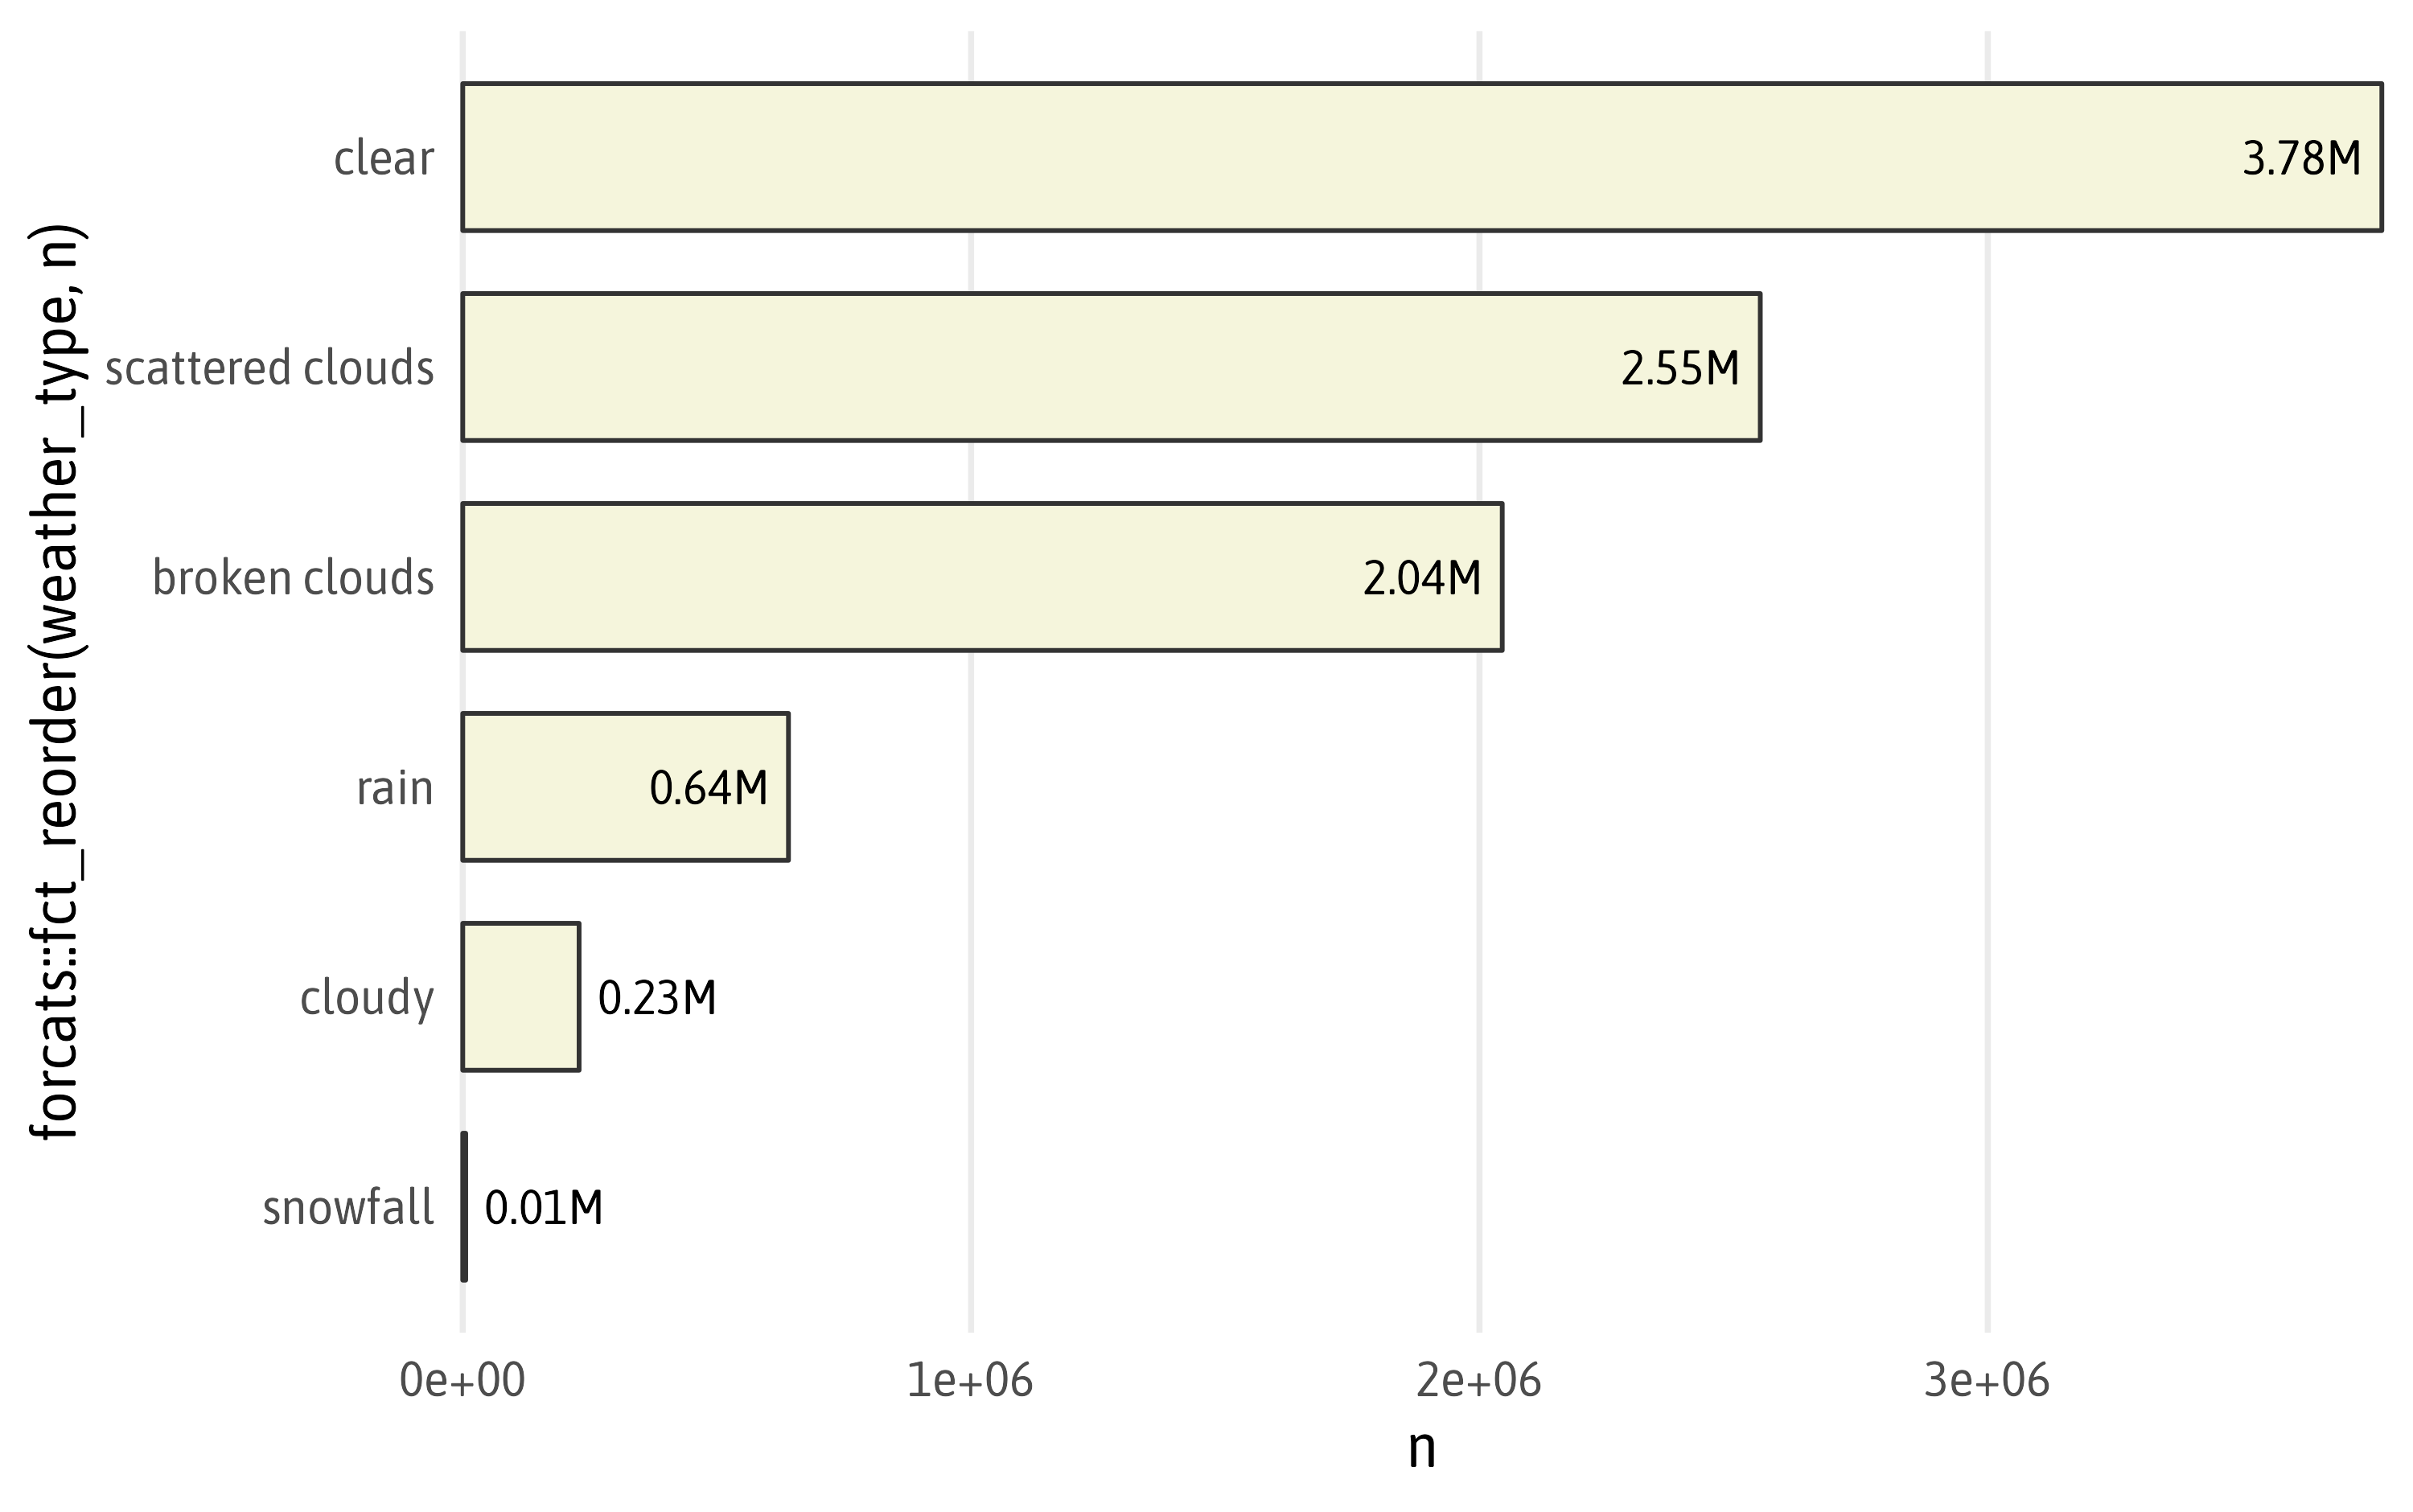 forcats::fct_reorder(weather_type, n)
clear
3.78M
scattered clouds
2.55M
broken clouds
2.04M
rain
0.64M
cloudy
0.23M
snowfall
0.01M
0e+00
1e+06
2e+06
3e+06
n